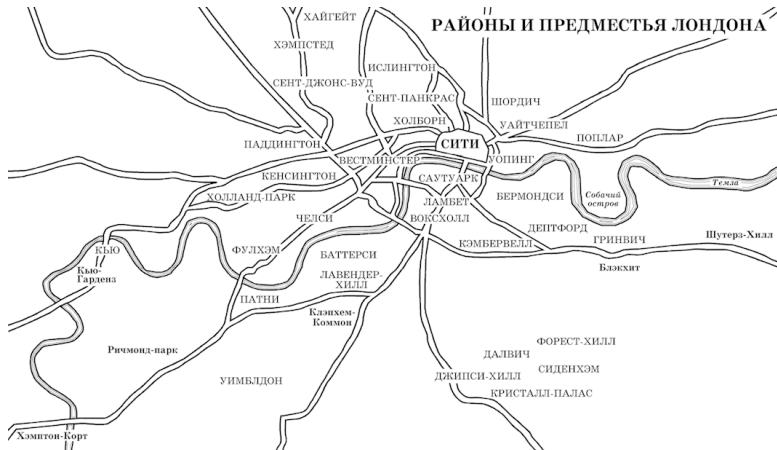 РАЙОНЫ И ПРЕДМЕСТЬЯ ЛОНДОНА
ХАЙГЕЙТ
ХЭМПСТЕД
ИСЛИНГТОН
СЕНТ-ДЖОНС-ВУД
СЕНТ-ПАНКРАС
ШОРДИЧ
ХОЛБОРН
УАЙТЧЕПЕЛ
ПОПЛАР
ПАДДИНГТОН
СИТИ
ВЕСТМИНСТЕР
УОПИНГ
КЕНСИНГТОН
САУТУАРК
Темза
ХОЛЛАНД-ПАРК
ЛАМБЕТ
БЕРМОНДСИ
Собачий
остров
ЧЕЛСИ
ВОКСХОЛЛ
ДЕПТФОРД
Шутерз-Хилл
КЬЮ
ФУЛХЭМ
КЭМБЕРВЕЛЛ
ГРИНВИЧ
БАТТЕРСИ
Блэкхит
Кью-
Гарденз
ЛАВЕНДЕР-
ХИЛЛ
ПАТНИ
Клэпхем-
Коммон
Ричмонд-парк
ФОРЕСТ-ХИЛЛ
ДАЛВИЧ
СИДЕНХЭМ
УИМБЛДОН
ДЖИПСИ-ХИЛЛ
КРИСТАЛЛ-ПАЛАС
Хэмптон-Корт